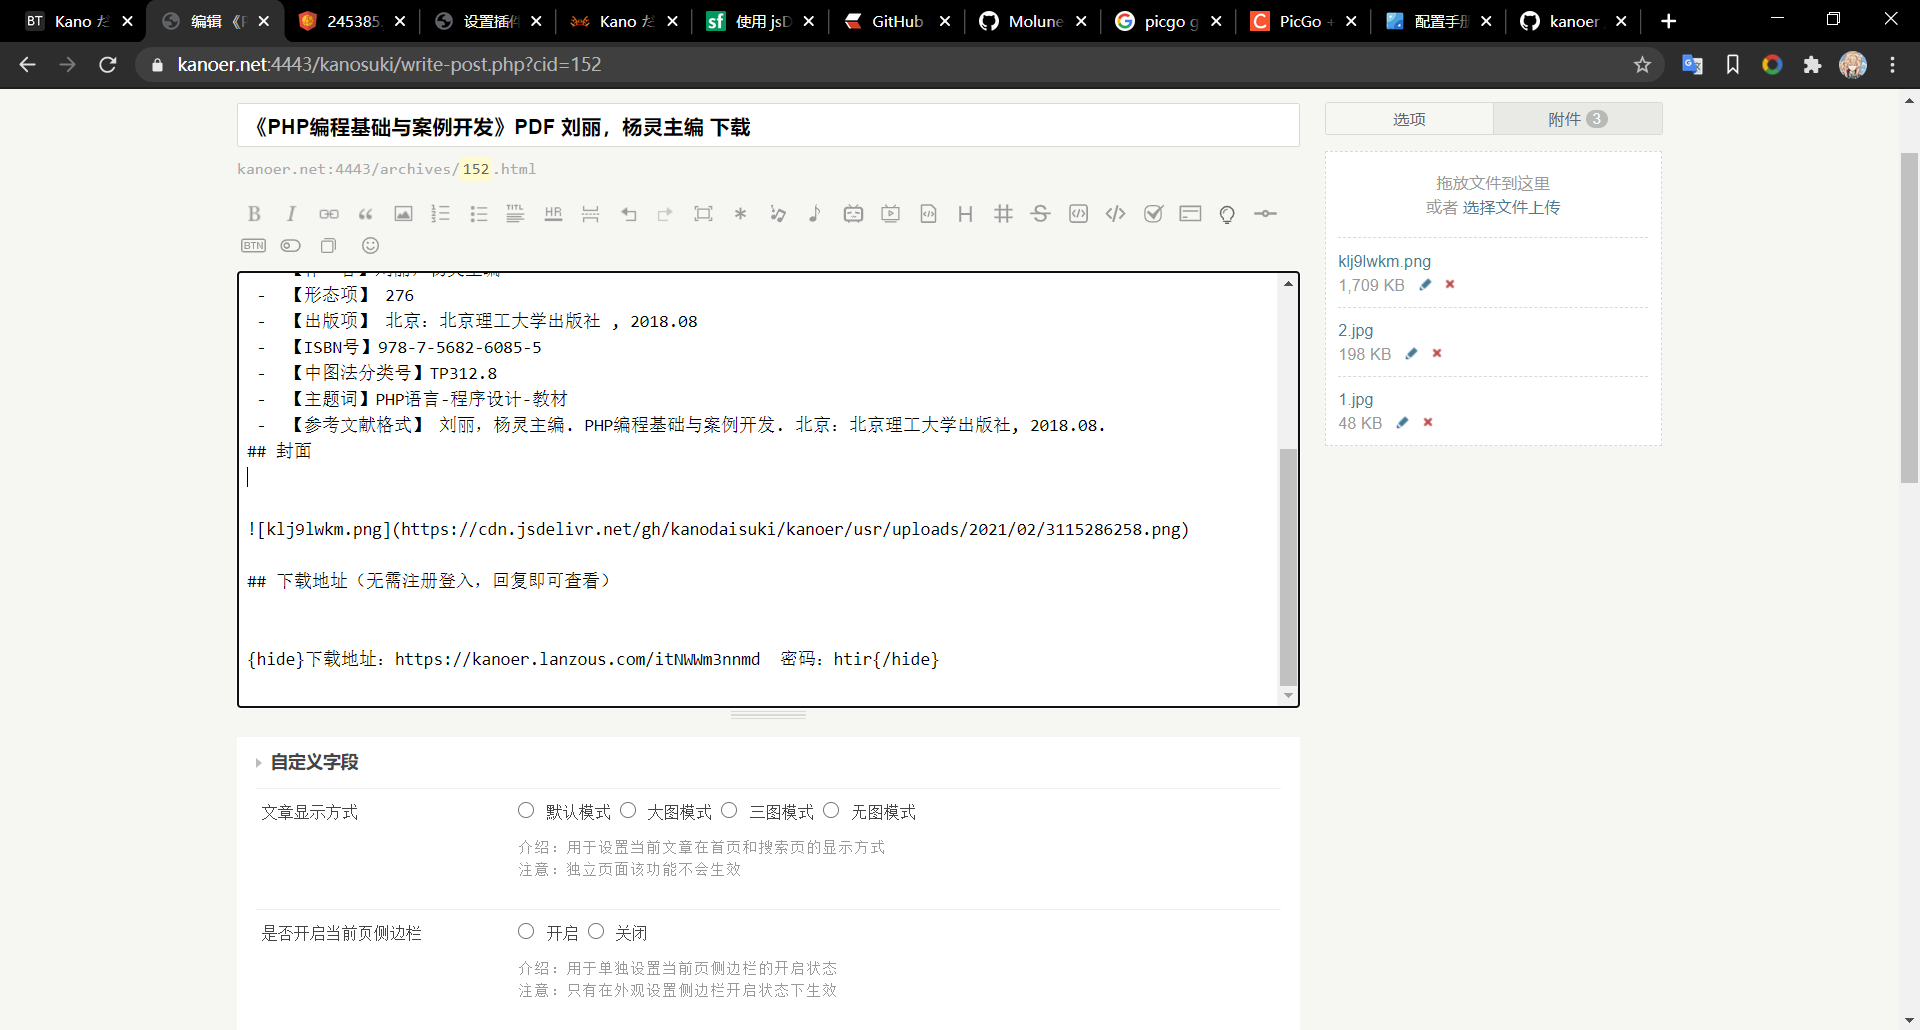 BT Kano だ
编辑 《P
245385.
设置插件
Kano だ
sf 使用 jsD
GitHub
Molune
picgo g
PicGo +
配置手册
kanoer
kanoer.net:4443/kanosuki/write-post.php?cid=152
《PHP编程基础与案例开发》PDF 刘丽，杨灵主编 下载
选项
附件 3
kanoer.net:4443/archives/152.html
拖放文件到这里
或者 选择文件上传
TITL
HR
BTN
klj9lwkm.png
1,709 KB
2.jpg
198 KB
1.jpg
48 KB
- 【形态项】 276
- 【出版项】 北京：北京理工大学出版社 , 2018.08
- 【ISBN号】978-7-5682-6085-5
- 【中图法分类号】TP312.8
- 【主题词】PHP语言-程序设计-教材
- 【参考文献格式】 刘丽，杨灵主编. PHP编程基础与案例开发. 北京：北京理工大学出版社, 2018.08.
## 封面
![klj9lwkm.png](https://cdn.jsdelivr.net/gh/kanodaisuki/kanoer/usr/uploads/2021/02/3115286258.png)
## 下载地址（无需注册登入，回复即可查看）
{hide}下载地址：https://kanoer.lanzous.com/itNWWm3nnmd 密码：htir{/hide}
自定义字段
文章显示方式
默认模式 大图模式 三图模式 无图模式
介绍：用于设置当前文章在首页和搜索页的显示方式
注意：独立页面该功能不会生效
是否开启当前页侧边栏
开启 关闭
介绍：用于单独设置当前页侧边栏的开启状态
注意：只有在外观设置侧边栏开启状态下生效